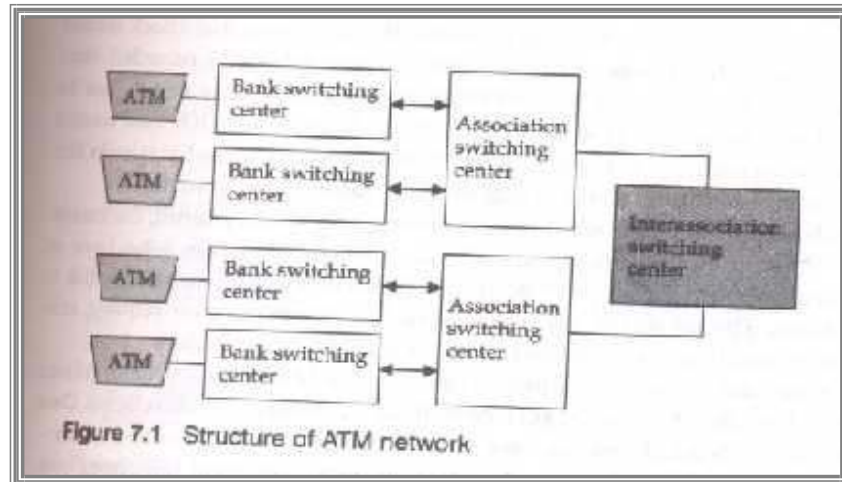 ATM
Bank switching
center
ATM
Bank switching
center
Association
switching
center
ATM
Bank switching
center
ATM
Bank switching
center
Association
switching
center
Interassociation
switching
center
Figure 7.1 Structure of ATM network